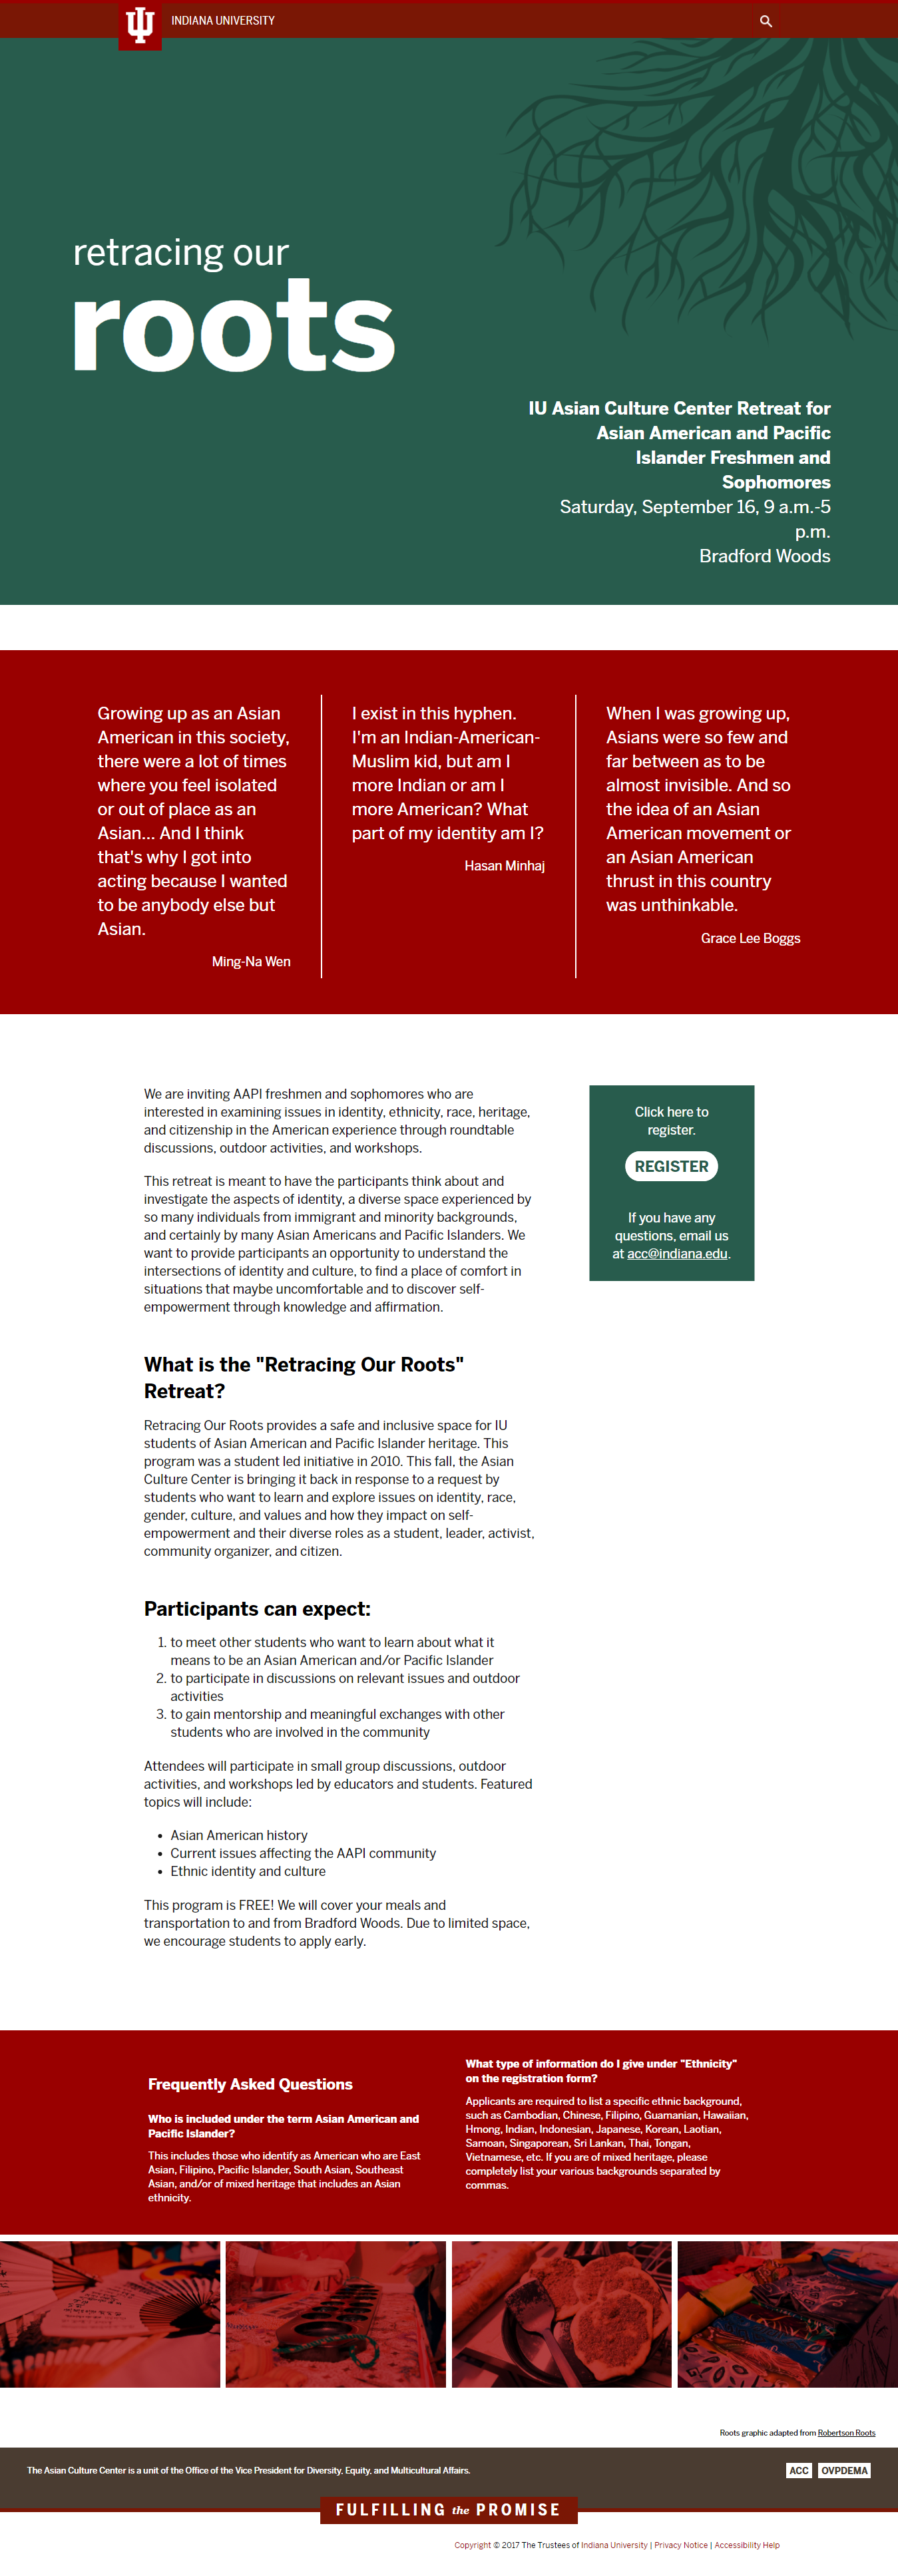 INDIANA UNIVERSITY
retracing our
roots
IU Asian Culture Center Retreat for
Asian American and Pacific
Islander Freshmen and
Sophomores
Saturday, September 16, 9 a.m.-5
p.m.
Bradford Woods
Growing up as an Asian
American in this society,
there were a lot of times
where you feel isolated
or out of place as an
Asian... And I think
that's why I got into
acting because I wanted
to be anybody else but
Asian.
Ming-Na Wen
I exist in this hyphen.
I'm an Indian-American-
Muslim kid, but am I
more Indian or am I
more American? What
part of my identity am I?
Hasan Minhaj
When I was growing up,
Asians were so few and
far between as to be
almost invisible. And so
the idea of an Asian
American movement or
an Asian American
thrust in this country
was unthinkable.
Grace Lee Boggs
We are inviting AAPI freshmen and sophomores who are
interested in examining issues in identity, ethnicity, race, heritage,
and citizenship in the American experience through roundtable
discussions, outdoor activities, and workshops.
This retreat is meant to have the participants think about and
investigate the aspects of identity, a diverse space experienced by
so many individuals from immigrant and minority backgrounds,
and certainly by many Asian Americans and Pacific Islanders. We
want to provide participants an opportunity to understand the
intersections of identity and culture, to find a place of comfort in
situations that maybe uncomfortable and to discover self-
empowerment through knowledge and affirmation.
Click here to
register.
REGISTER
If you have any
questions, email us
at acc@indiana.edu.
What is the "Retracing Our Roots"
Retreat?
Retracing Our Roots provides a safe and inclusive space for IU
students of Asian American and Pacific Islander heritage. This
program was a student led initiative in 2010. This fall, the Asian
Culture Center is bringing it back in response to a request by
students who want to learn and explore issues on identity, race,
gender, culture, and values and how they impact on self-
empowerment and their diverse roles as a student, leader, activist,
community organizer, and citizen.
Participants can expect:
1. to meet other students who want to learn about what it
means to be an Asian American and/or Pacific Islander
2. to participate in discussions on relevant issues and outdoor
activities
3. to gain mentorship and meaningful exchanges with other
students who are involved in the community
Attendees will participate in small group discussions, outdoor
activities, and workshops led by educators and students. Featured
topics will include:
• Asian American history
• Current issues affecting the AAPI community
• Ethnic identity and culture
This program is FREE! We will cover your meals and
transportation to and from Bradford Woods. Due to limited space,
we encourage students to apply early.
Frequently Asked Questions
Who is included under the term Asian American and
Pacific Islander?
This includes those who identify as American who are East
Asian, Filipino, Pacific Islander, South Asian, Southeast
Asian, and/or of mixed heritage that includes an Asian
ethnicity.
What type of information do I give under "Ethnicity"
on the registration form?
Applicants are required to list a specific ethnic background,
such as Cambodian, Chinese, Filipino, Guamanian, Hawaiian,
Hmong, Indian, Indonesian, Japanese, Korean, Laotian,
Samoan, Singaporean, Sri Lankan, Thai, Tongan,
Vietnamese, etc. If you are of mixed heritage, please
completely list your various backgrounds separated by
commas.
Roots graphic adapted from Robertson Roots
The Asian Culture Center is a unit of the Office of the Vice President for Diversity, Equity, and Multicultural Affairs.
ACC OVPDEMA
FULFILLING the PROMISE
Copyright © 2017 The Trustees of Indiana University | Privacy Notice | Accessibility Help